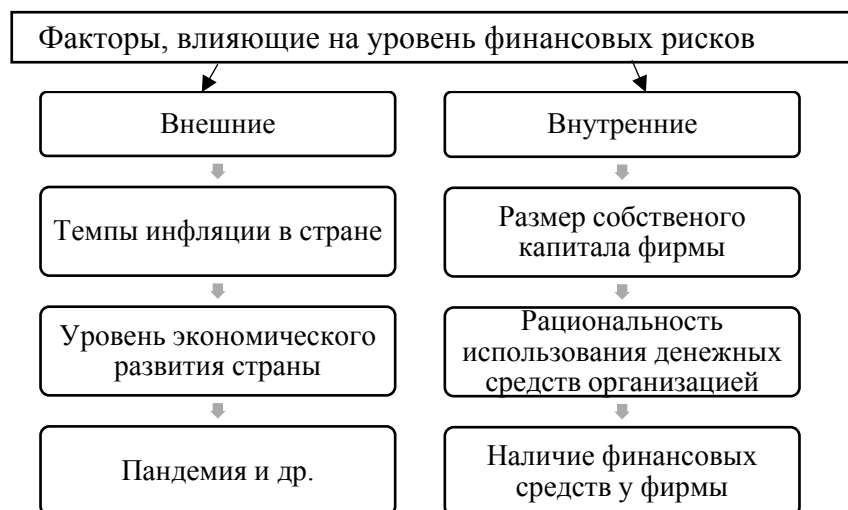 Факторы, влияющие на уровень финансовых рисков
Внешние
Темпы инфляции в стране
Уровень экономического
развития страны
Пандемия и др.
Внутренние
Размер собственого
капитала фирмы
Рациональность
использования денежных
средств организацией
Наличие финансовых
средств у фирмы